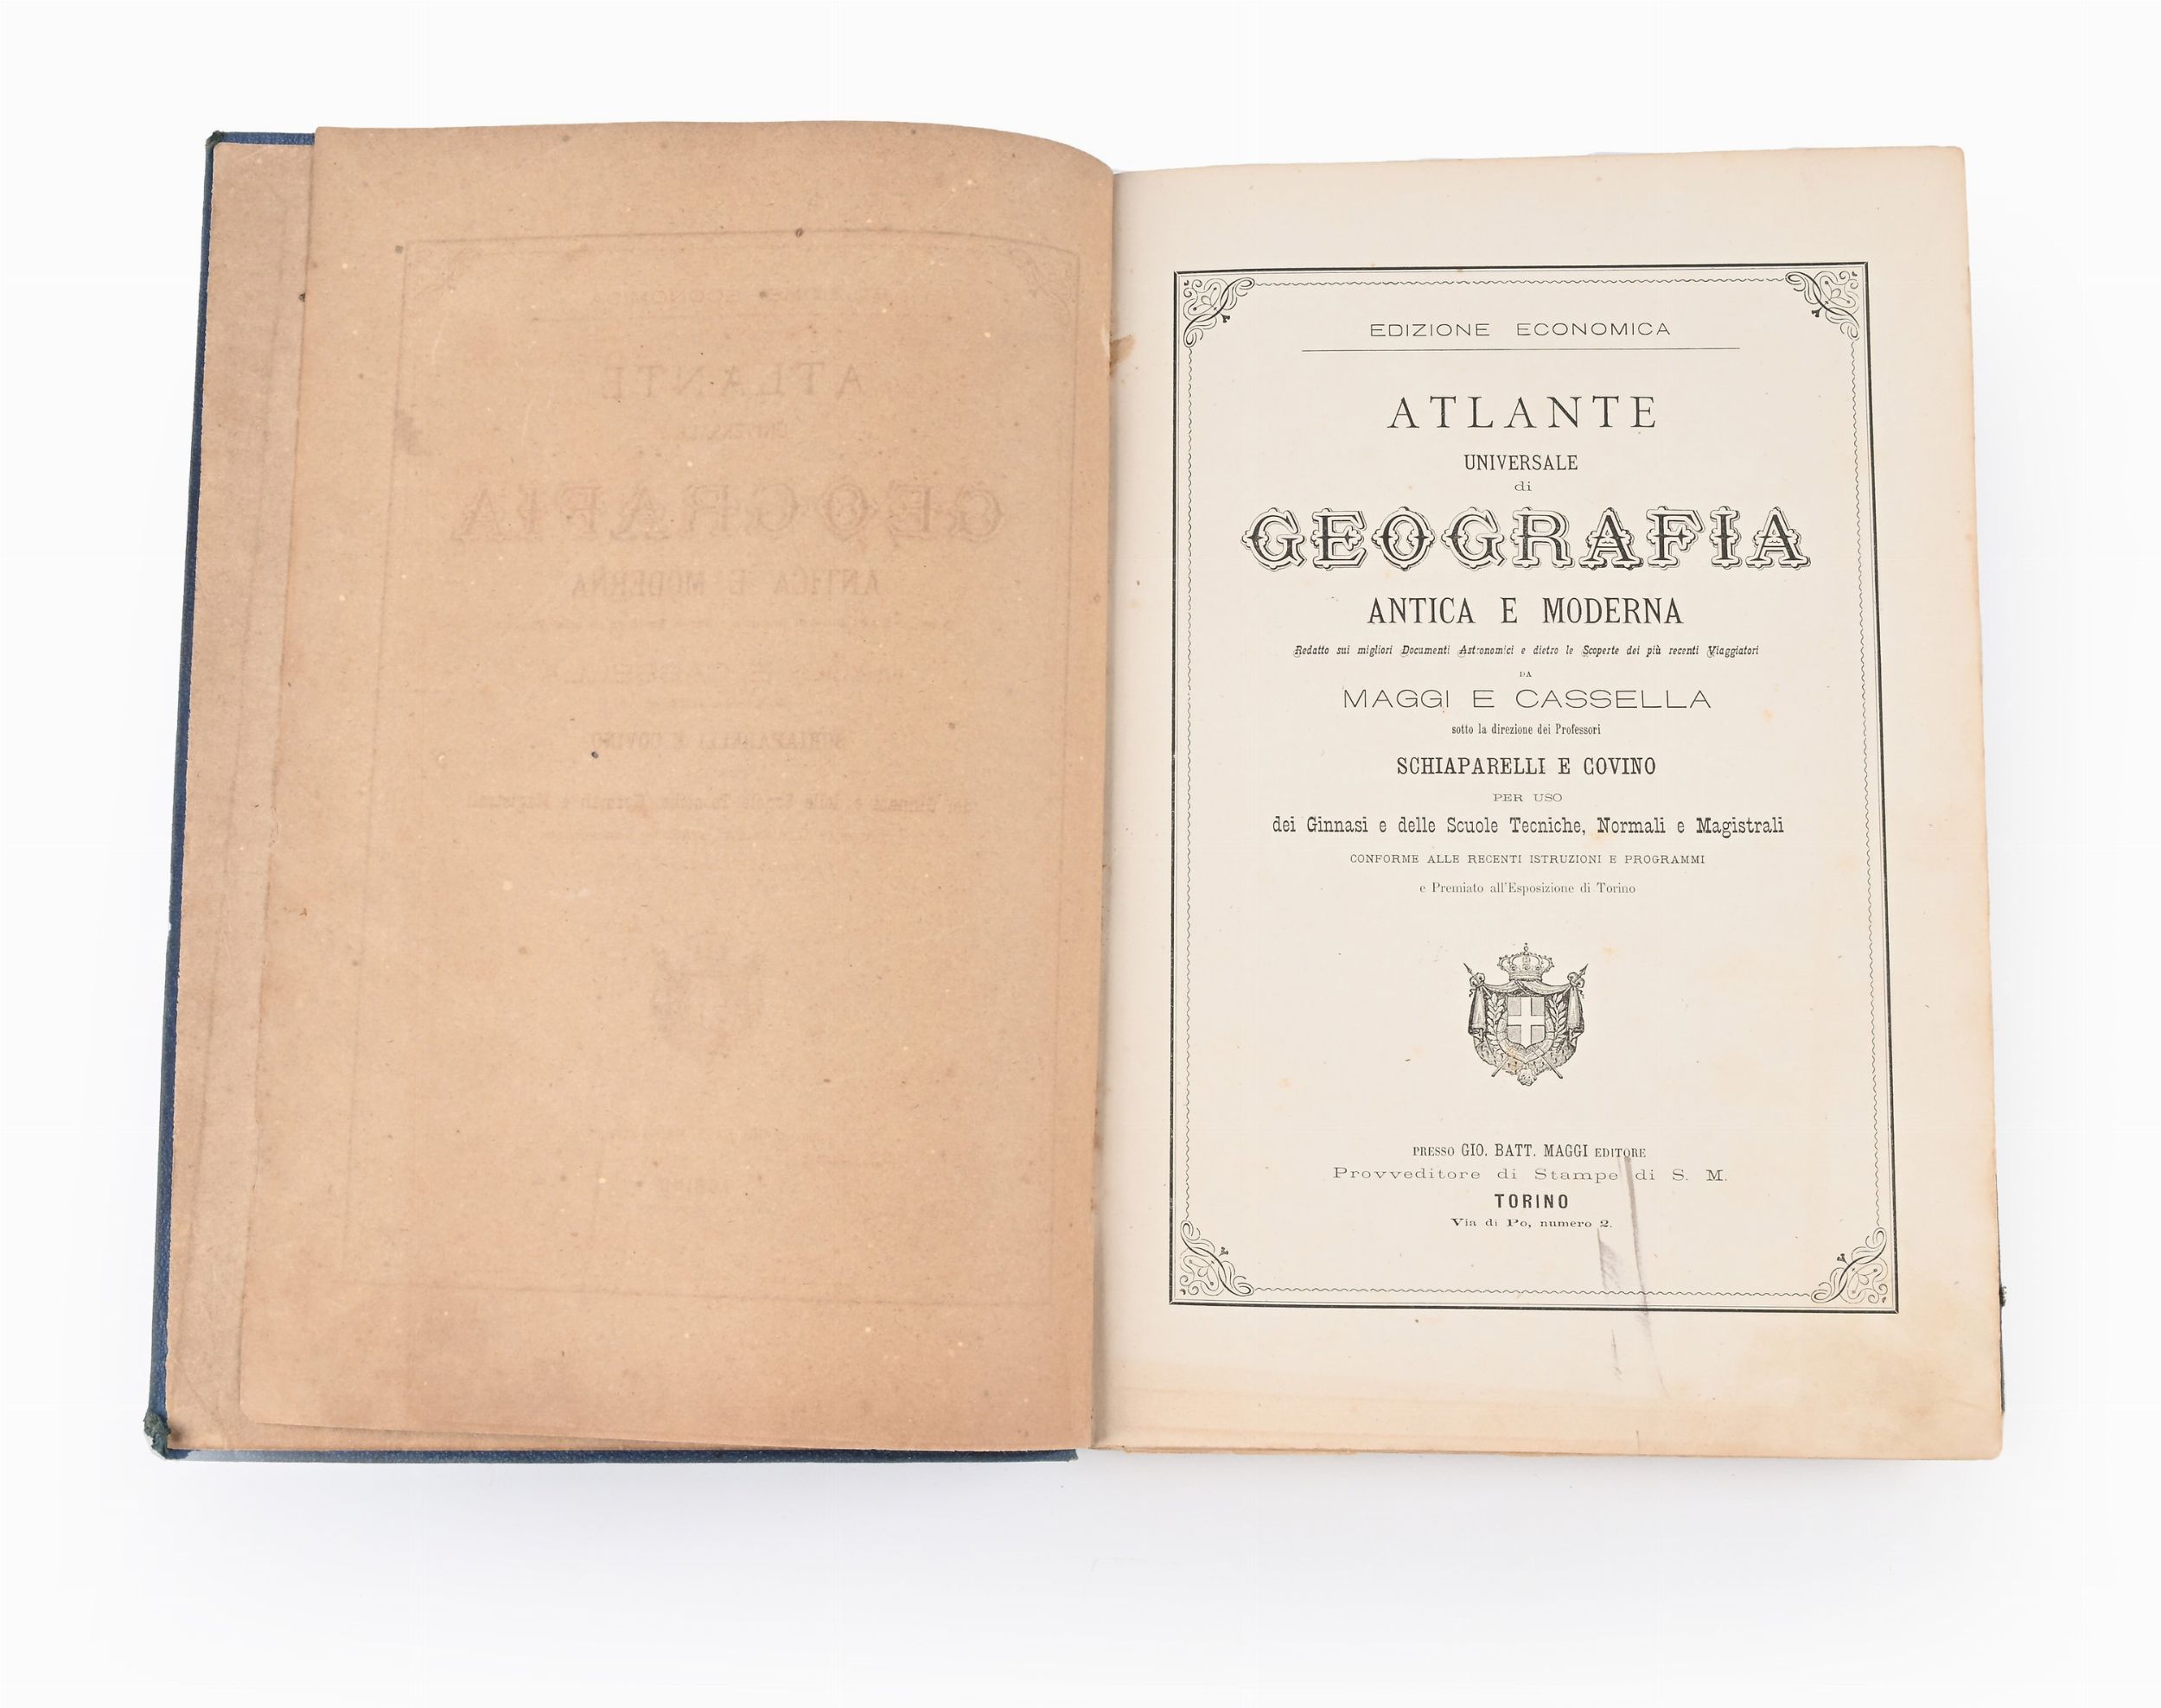 EDIZIONE ECONOMICA
ATLANTE
UNIVERSALE
di
GEOGRAFIA
ANTICA E MODERNA
Redatto sui migliori Documenti Astronomici e dietro le Scoperte dei più recenti Viaggiatori
DA
MAGGI E CASSELLA
sotto la direzione dei Professori
SCHIAPARELLI E COVINO
PER USO
dei Ginnasi e delle Scuole Tecniche, Normali e Magistrali
CONFORME ALLE RECENTI ISTRUZIONI E PROGRAMMI
e Premiato all'Esposizione di Torino
PRESSO GIO. BATT. MAGGI EDITORE
Provveditore di Stampe di S. M.
TORINO
Via di Po, numero 2.